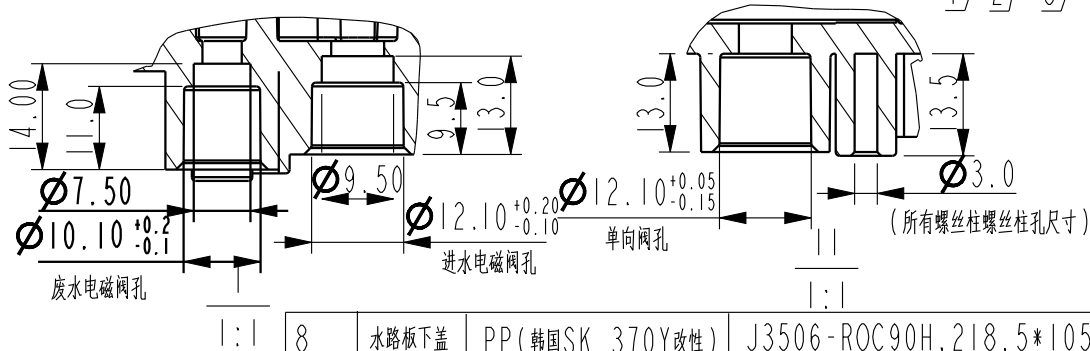 14.00
11.0
9.5
13.0
13.0
13.5
Ø7.50
Ø9.50
Ø3.0
Ø10.10 +0.2 -0.1
Ø12.10 +0.20 -0.10
Ø12.10 +0.05 -0.15
(所有螺丝柱螺丝柱孔尺寸)
单向阀孔
进水电磁阀孔
废水电磁阀孔
1:1
1:1
8 水路板下盖 PP(韩国SK 370Y改性) J3506-ROC90H,218.5*105